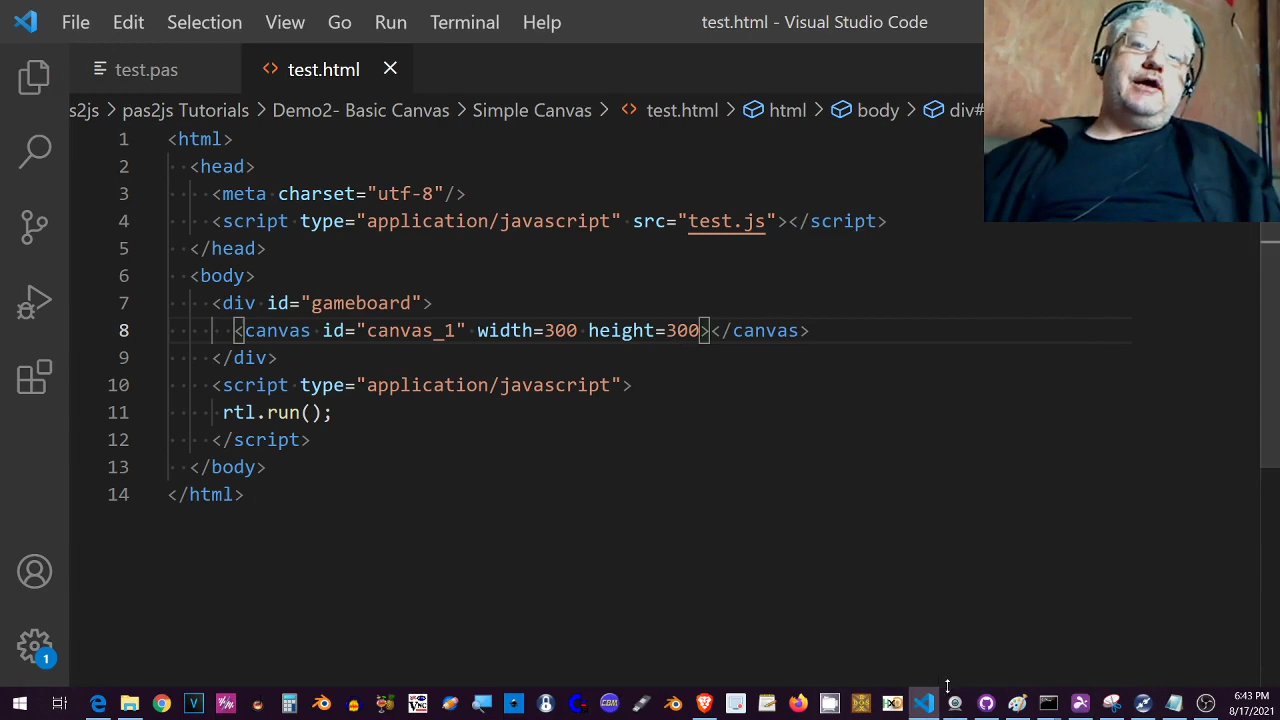 File Edit Selection View Go Run Terminal Help test.html - Visual Studio Code
test.pas test.html
s2js > pas2js Tutorials > Demo2- Basic Canvas > Simple Canvas > test.html > html > body > div#
1 <html>
2 <head>
3 <meta charset="utf-8"/>
4 <script type="application/javascript" src="test.js"></script>
5 </head>
6 <body>
7 <div id="gameboard">
8 <canvas id="canvas_1" width=300 height=300></canvas>
9 </div>
10 <script type="application/javascript">
11 rtl.run();
12 </script>
13 </body>
14 </html>
1
V CBM
6:43 PM
8/17/2021